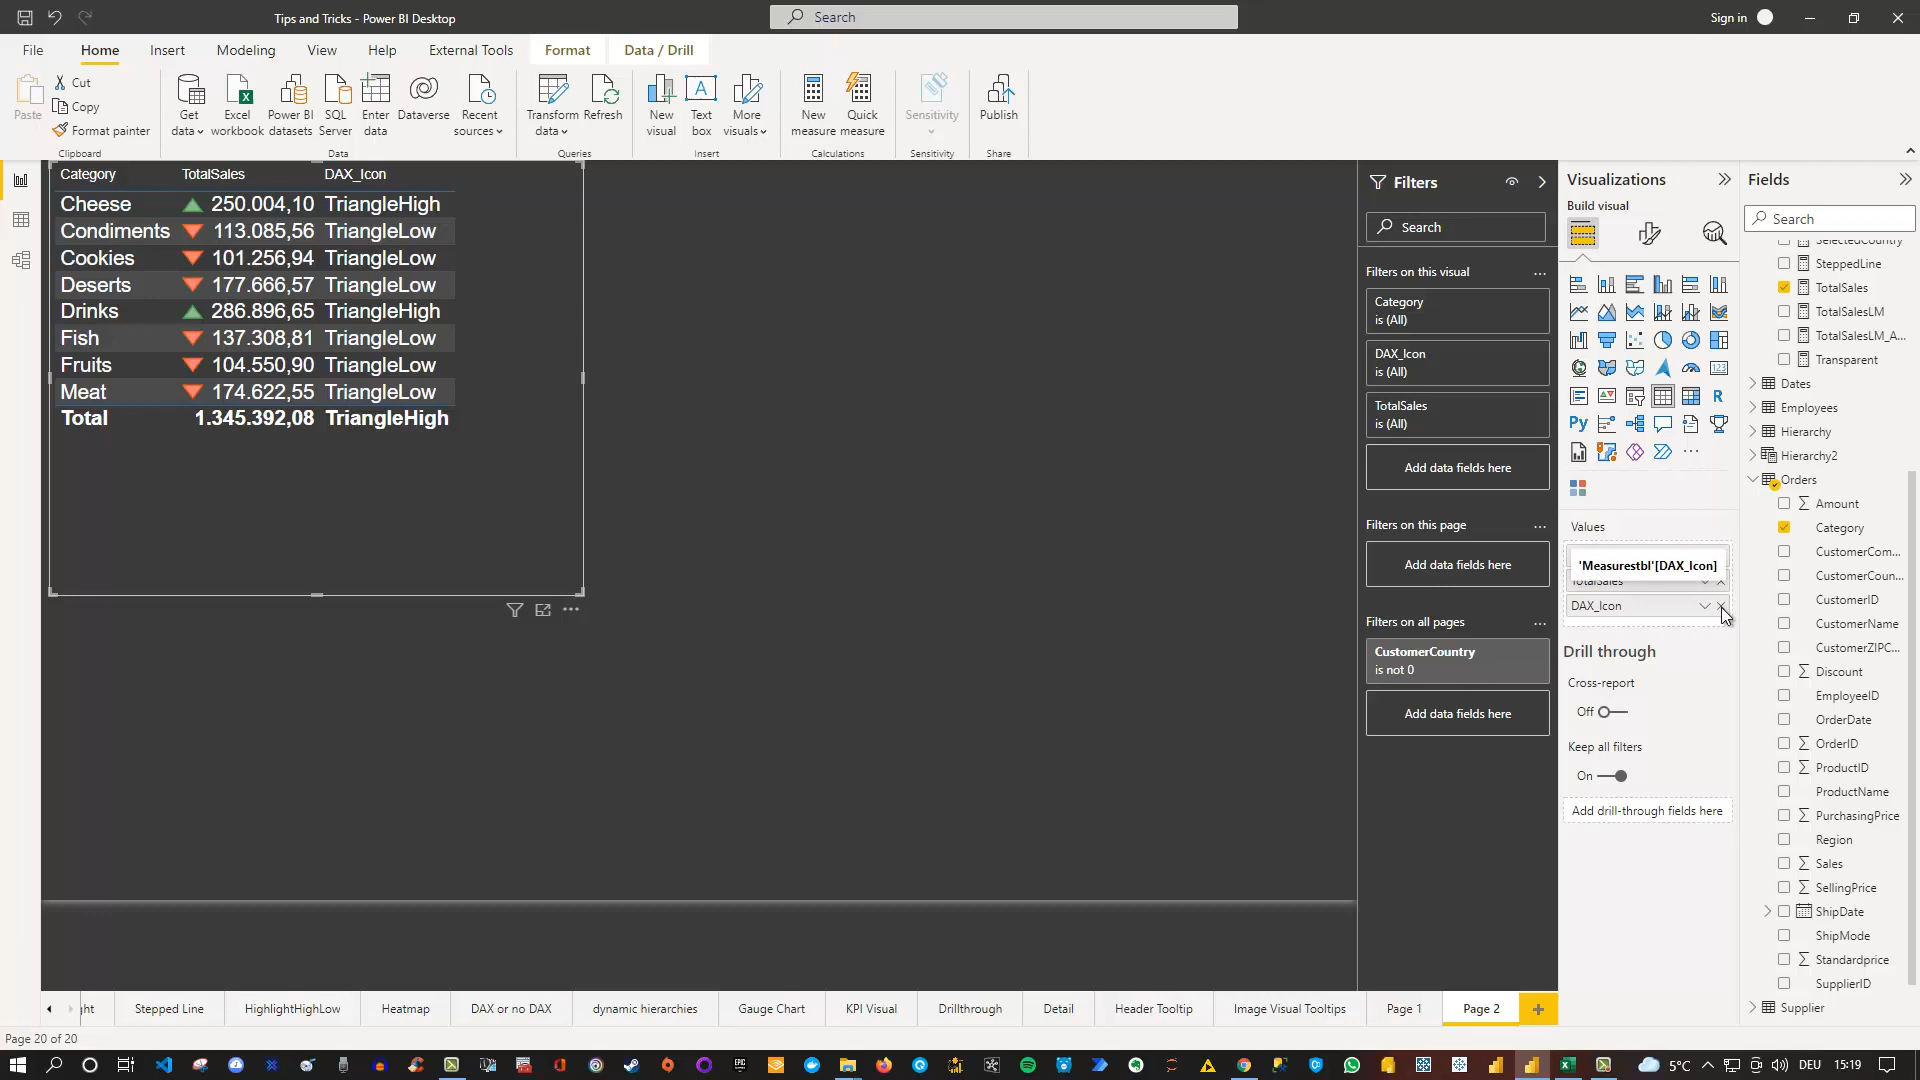 Tips and Tricks - Power BI Desktop
Search
Sign in
File
Home
Insert
Modeling
View
Help
External Tools
Format
Data / Drill
Paste
Cut
Copy
Format painter
Clipboard
Get data
Excel workbook
Power BI datasets
SQL Server
Enter data
Dataverse
Recent sources
Data
Transform data
Refresh
Queries
New visual
Text box
More visuals
Insert
New measure
Quick measure
Calculations
Sensitivity
Sensitivity
Publish
Share
Category TotalSales DAX_Icon
Cheese 250.004,10 TriangleHigh
Condiments 113.085,56 TriangleLow
Cookies 101.256,94 TriangleLow
Deserts 177.666,57 TriangleLow
Drinks 286.896,65 TriangleHigh
Fish 137.308,81 TriangleLow
Fruits 104.550,90 TriangleLow
Meat 174.622,55 TriangleLow
Total 1.345.392,08 TriangleHigh
Filters
Search
Filters on this visual
Category
is (All)
DAX_Icon
is (All)
TotalSales
is (All)
Add data fields here
Filters on this page
Add data fields here
Filters on all pages
CustomerCountry
is not 0
Add data fields here
Visualizations
Build visual
R
Py
123
Values
'Measurestbl'[DAX_Icon]
TotalSales
DAX_Icon
Drill through
Cross-report
Off
Keep all filters
On
Add drill-through fields here
Fields
Search
SelectedCountry
SteppedLine
TotalSales
TotalSalesLM
TotalSalesLM_A...
Transparent
Dates
Employees
Hierarchy
Hierarchy2
Orders
Amount
Category
CustomerCom...
CustomerCoun...
CustomerID
CustomerName
CustomerZIPC...
Discount
EmployeeID
OrderDate
OrderID
ProductID
ProductName
PurchasingPrice
Region
Sales
SellingPrice
ShipDate
ShipMode
Standardprice
SupplierID
Supplier
ht
Stepped Line
HighlightHighLow
Heatmap
DAX or no DAX
dynamic hierarchies
Gauge Chart
KPI Visual
Drillthrough
Detail
Header Tooltip
Image Visual Tooltips
Page 1
Page 2
Page 20 of 20
5°C
DEU
15:19